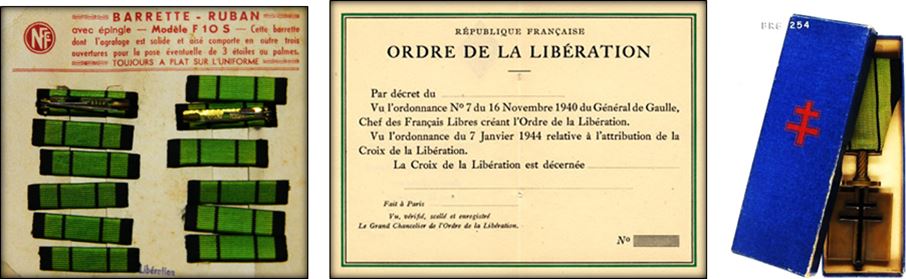 BARRETTE - RUBAN
NFC
avec épingle — Modèle F 10 S — Cette barrette
dont l'agrafage est solide et aisé comporte en outre trois
ouvertures pour la pose éventuelle de 3 étoiles ou palmes.
TOUJOURS A PLAT SUR L'UNIFORME
Libération
RÉPUBLIQUE FRANÇAISE
ORDRE DE LA LIBÉRATION
Par décret du
Vu l'ordonnance N° 7 du 16 Novembre 1940 du Général de Gaulle,
Chef des Français Libres créant l'Ordre de la Libération.
Vu l'ordonnance du 7 Janvier 1944 relative à l'attribution de la
Croix de la Libération.
La Croix de la Libération est décernée
Fait à Paris
Vu, vérifié, scellé et enregistré
Le Grand Chancelier de l'Ordre de la Libération.
N°
254